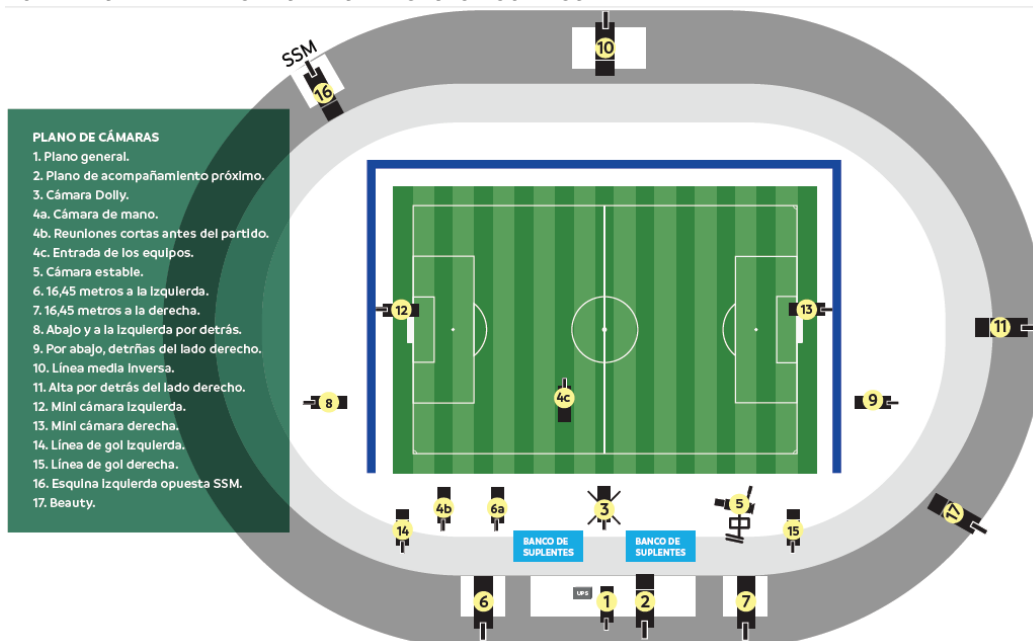 SSM
16
10
PLANO DE CÁMARAS
1. Plano general.
2. Plano de acompañamiento próximo.
3. Cámara Dolly.
4a. Cámara de mano.
4b. Reuniones cortas antes del partido.
4c. Entrada de los equipos.
5. Cámara estable.
6. 16,45 metros a la Izquierda.
7. 16,45 metros a la derecha.
8. Abajo y a la Izquierda por detrás.
9. Por abajo, detrñas del lado derecho.
10. Línea media Inversa.
11. Alta por detrás del lado derecho.
12. Mini cámara Izquierda.
13. Mini cámara derecha.
14. Línea de gol Izquierda.
15. Línea de gol derecha.
16. Esquina Izquierda opuesta SSM.
17. Beauty.
12
13
11
8
4c
9
4b
6a
3
5
14
15
17
BANCO DE
SUPLENTES
BANCO DE
SUPLENTES
UPS
6
1
2
7